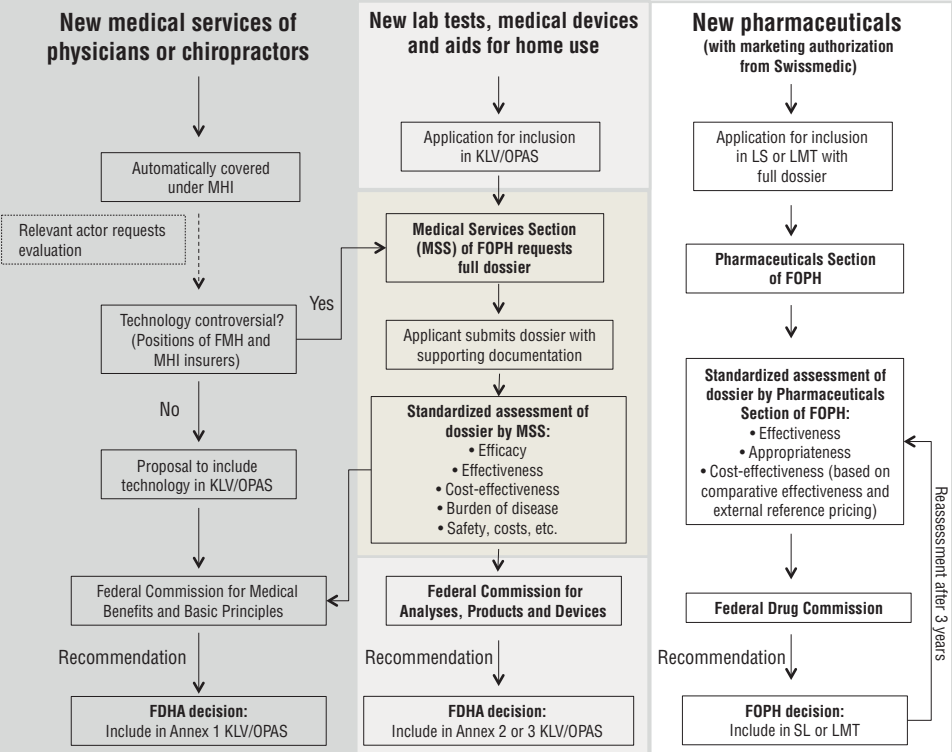 New medical services of
physicians or chiropractors
Automatically covered
under MHI
Relevant actor requests
evaluation
Technology controversial?
(Positions of FMH and
MHI insurers)
Yes
No
Proposal to include
technology in KLV/OPAS
Federal Commission for Medical
Benefits and Basic Principles
Recommendation
FDHA decision:
Include in Annex 1 KLV/OPAS
New lab tests, medical devices
and aids for home use
Application for inclusion
in KLV/OPAS
Medical Services Section
(MSS) of FOPH requests
full dossier
Applicant submits dossier with
supporting documentation
Standardized assessment of
dossier by MSS:
• Efficacy
• Effectiveness
• Cost-effectiveness
• Burden of disease
• Safety, costs, etc.
Federal Commission for
Analyses, Products and Devices
Recommendation
FDHA decision:
Include in Annex 2 or 3 KLV/OPAS
New pharmaceuticals
(with marketing authorization
from Swissmedic)
Application for inclusion
in LS or LMT with
full dossier
Pharmaceuticals Section
of FOPH
Standardized assessment of
dossier by Pharmaceuticals
Section of FOPH:
• Effectiveness
• Appropriateness
• Cost-effectiveness (based on
comparative effectiveness and
external reference pricing)
Federal Drug Commission
Recommendation
FOPH decision:
Include in SL or LMT
Reassessment after 3 years